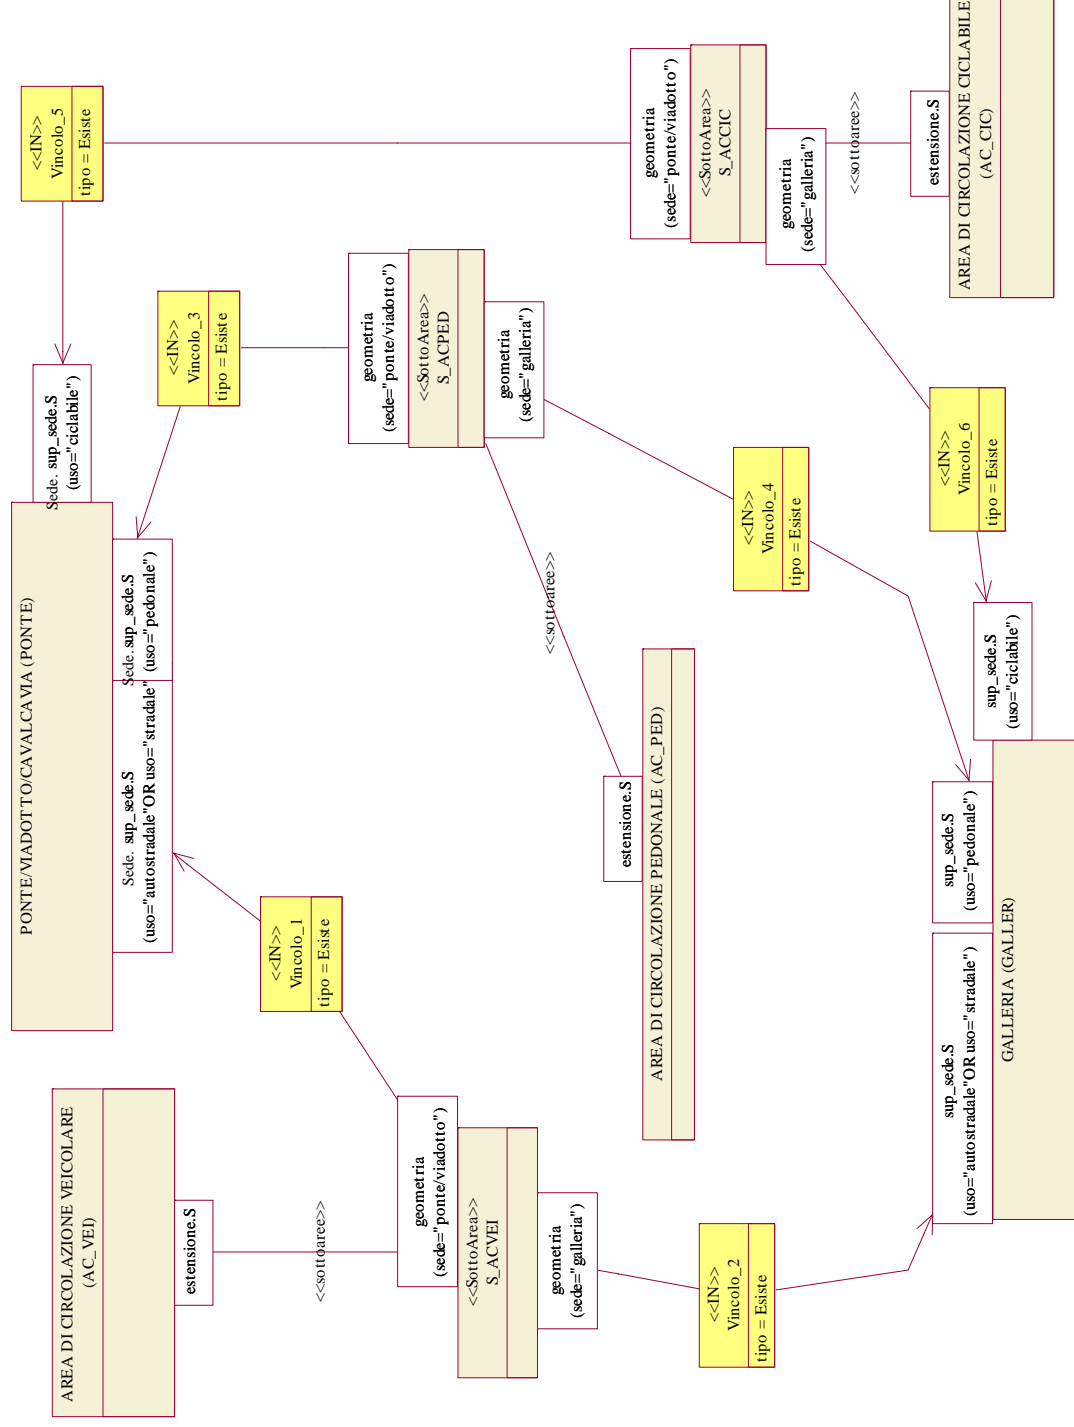 AREA DI CIRCOLAZIONE VEICOLARE
(AC_VEI)
estensione.S
<<sottoaree>>
geometria
(sede="ponte/viadotto")
<<SottoArea>>
S_ACVEI
geometria
(sede="galleria")
<<IN>>
Vincolo_1
tipo = Esiste
<<IN>>
Vincolo_2
tipo = Esiste
PONTE/VIADOTTO/CAVALCAVIA (PONTE)
Sede. sup_sede.S
(uso="autostradale"OR uso="stradale"
Sede. sup_sede.S
(uso="pedonale")
Sede. sup_sede.S
(uso="ciclabile")
<<IN>>
Vincolo_3
tipo = Esiste
geometria
(sede="ponte/viadotto")
<<SottoArea>>
S_ACPED
geometria
(sede="galleria")
<<sottoaree>>
estensione.S
AREA DI CIRCOLAZIONE PEDONALE (AC_PED)
<<IN>>
Vincolo_4
tipo = Esiste
sup_sede.S
(uso="autostradale"OR uso="stradale")
sup_sede.S
(uso="pedonale")
sup_sede.S
(uso="ciclabile")
GALLERIA (GALLER)
<<IN>>
Vincolo_5
tipo = Esiste
geometria
(sede="ponte/viadotto")
<<SottoArea>>
S_ACCIC
geometria
(sede="galleria")
<<sottoaree>>
estensione.S
AREA DI CIRCOLAZIONE CICLABILE
(AC_CIC)
<<IN>>
Vincolo_6
tipo = Esiste